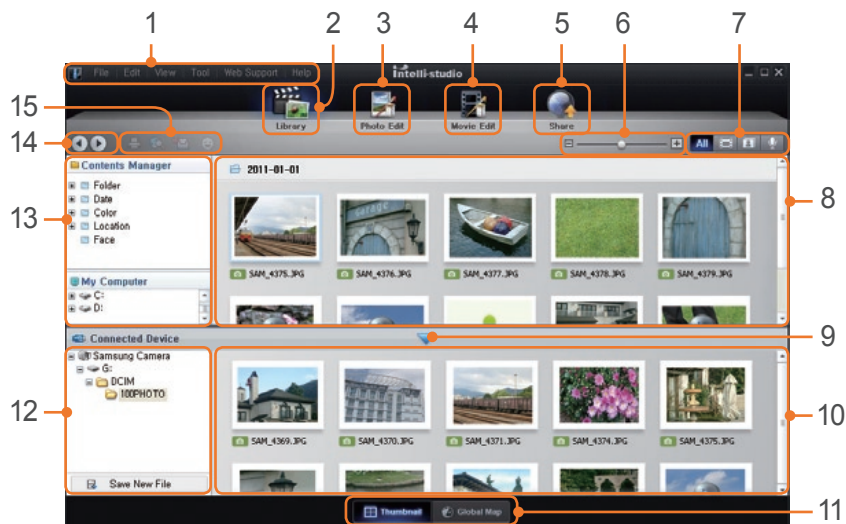 1 2 3 4 5 6 7
File Edit View Tool Web Support Help
intelli-studio
Library Photo Edit Movie Edit Share
15
14
All
Contents Manager
2011-01-01
Folder
Date
Color
Location
Face
13
8
SAM_4375.JPG SAM_4376.JPG SAM_4377.JPG SAM_4378.JPG SAM_4379.JPG
My Computer
C:
D:
Connected Device
9
Samsung Camera
G:
DCIM
100PHOTO
12
10
SAM_4369.JPG SAM_4370.JPG SAM_4371.JPG SAM_4374.JPG SAM_4375.JPG
Save New File
Thumbnail Global Map
11